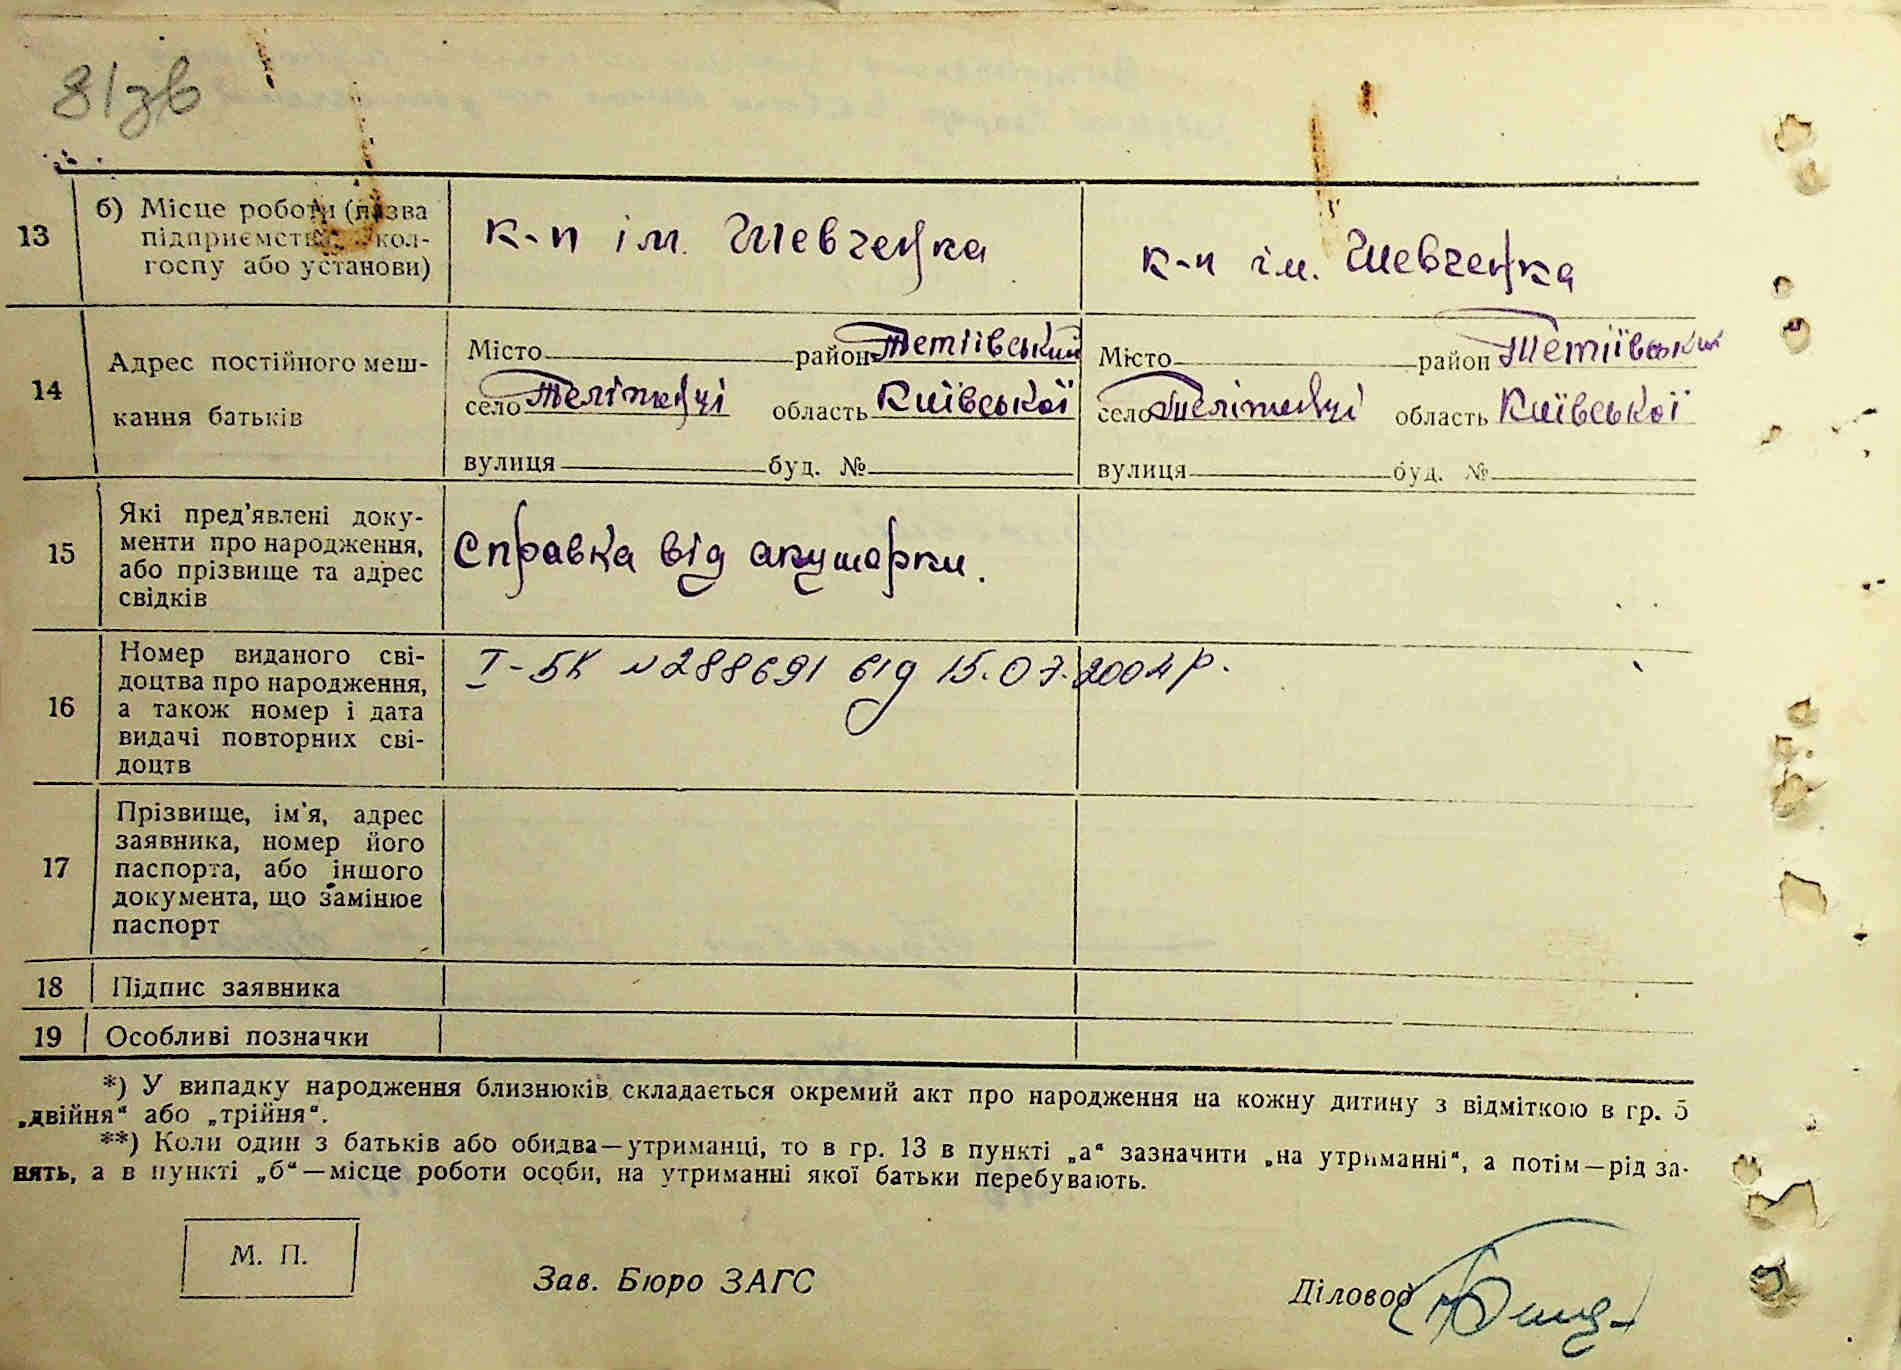 81зв
13 б) Місце роботи (назва підприємства, кол-госпу або установи) к-п ім. Шевченка к-п ім. Шевченка
14 Адрес постійного меш-
кання батьків
Місто район Тетіївський Місто район Тетіївський
село Теліженці область Київської село Теліженці область Київської
вулиця буд. № вулиця буд. №
15 Які пред'явлені доку-
менти про народження,
або прізвище та адрес
свідків
Справка від акушорки.
16 Номер виданого сві-
доцтва про народження,
а також номер і дата
видачі повторних сві-
доцтв
І-БК №288691 від 15.07.2004р.
17 Прізвище, ім'я, адрес
заявника, номер його
паспорта, або іншого
документа, що замінює
паспорт
18 Підпис заявника
19 Особливі позначки
*) У випадку народження близнюків складається окремий акт про народження на кожну дитину з відміткою в гр. 5
„двійня“ або „трійня“.
**) Коли один з батьків або обидва—утриманці, то в гр. 13 в пункті „а“ зазначити „на утриманні“, а потім—рід за-
нять, а в пункті „б“—місце роботи особи, на утриманні якої батьки перебувають.
М. П.
Зав. Бюро ЗАГС
Діловод